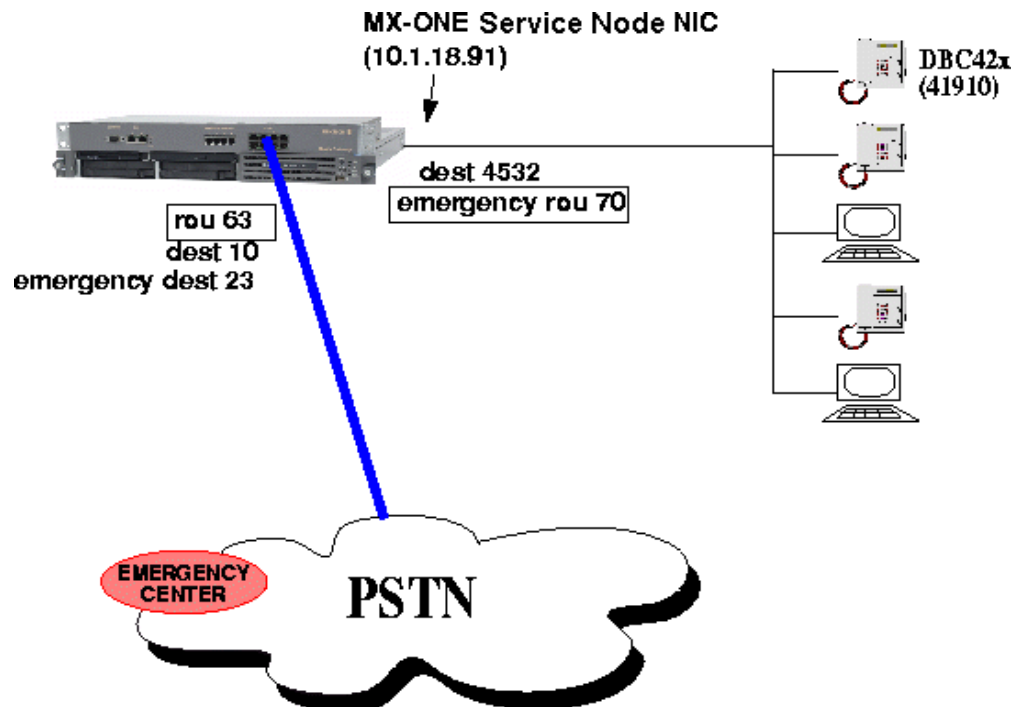 MX-ONE Service Node NIC
(10.1.18.91)
DBC42x
(41910)
dest 4532
emergency rou 70
rou 63
dest 10
emergency dest 23
EMERGENCY
CENTER
PSTN